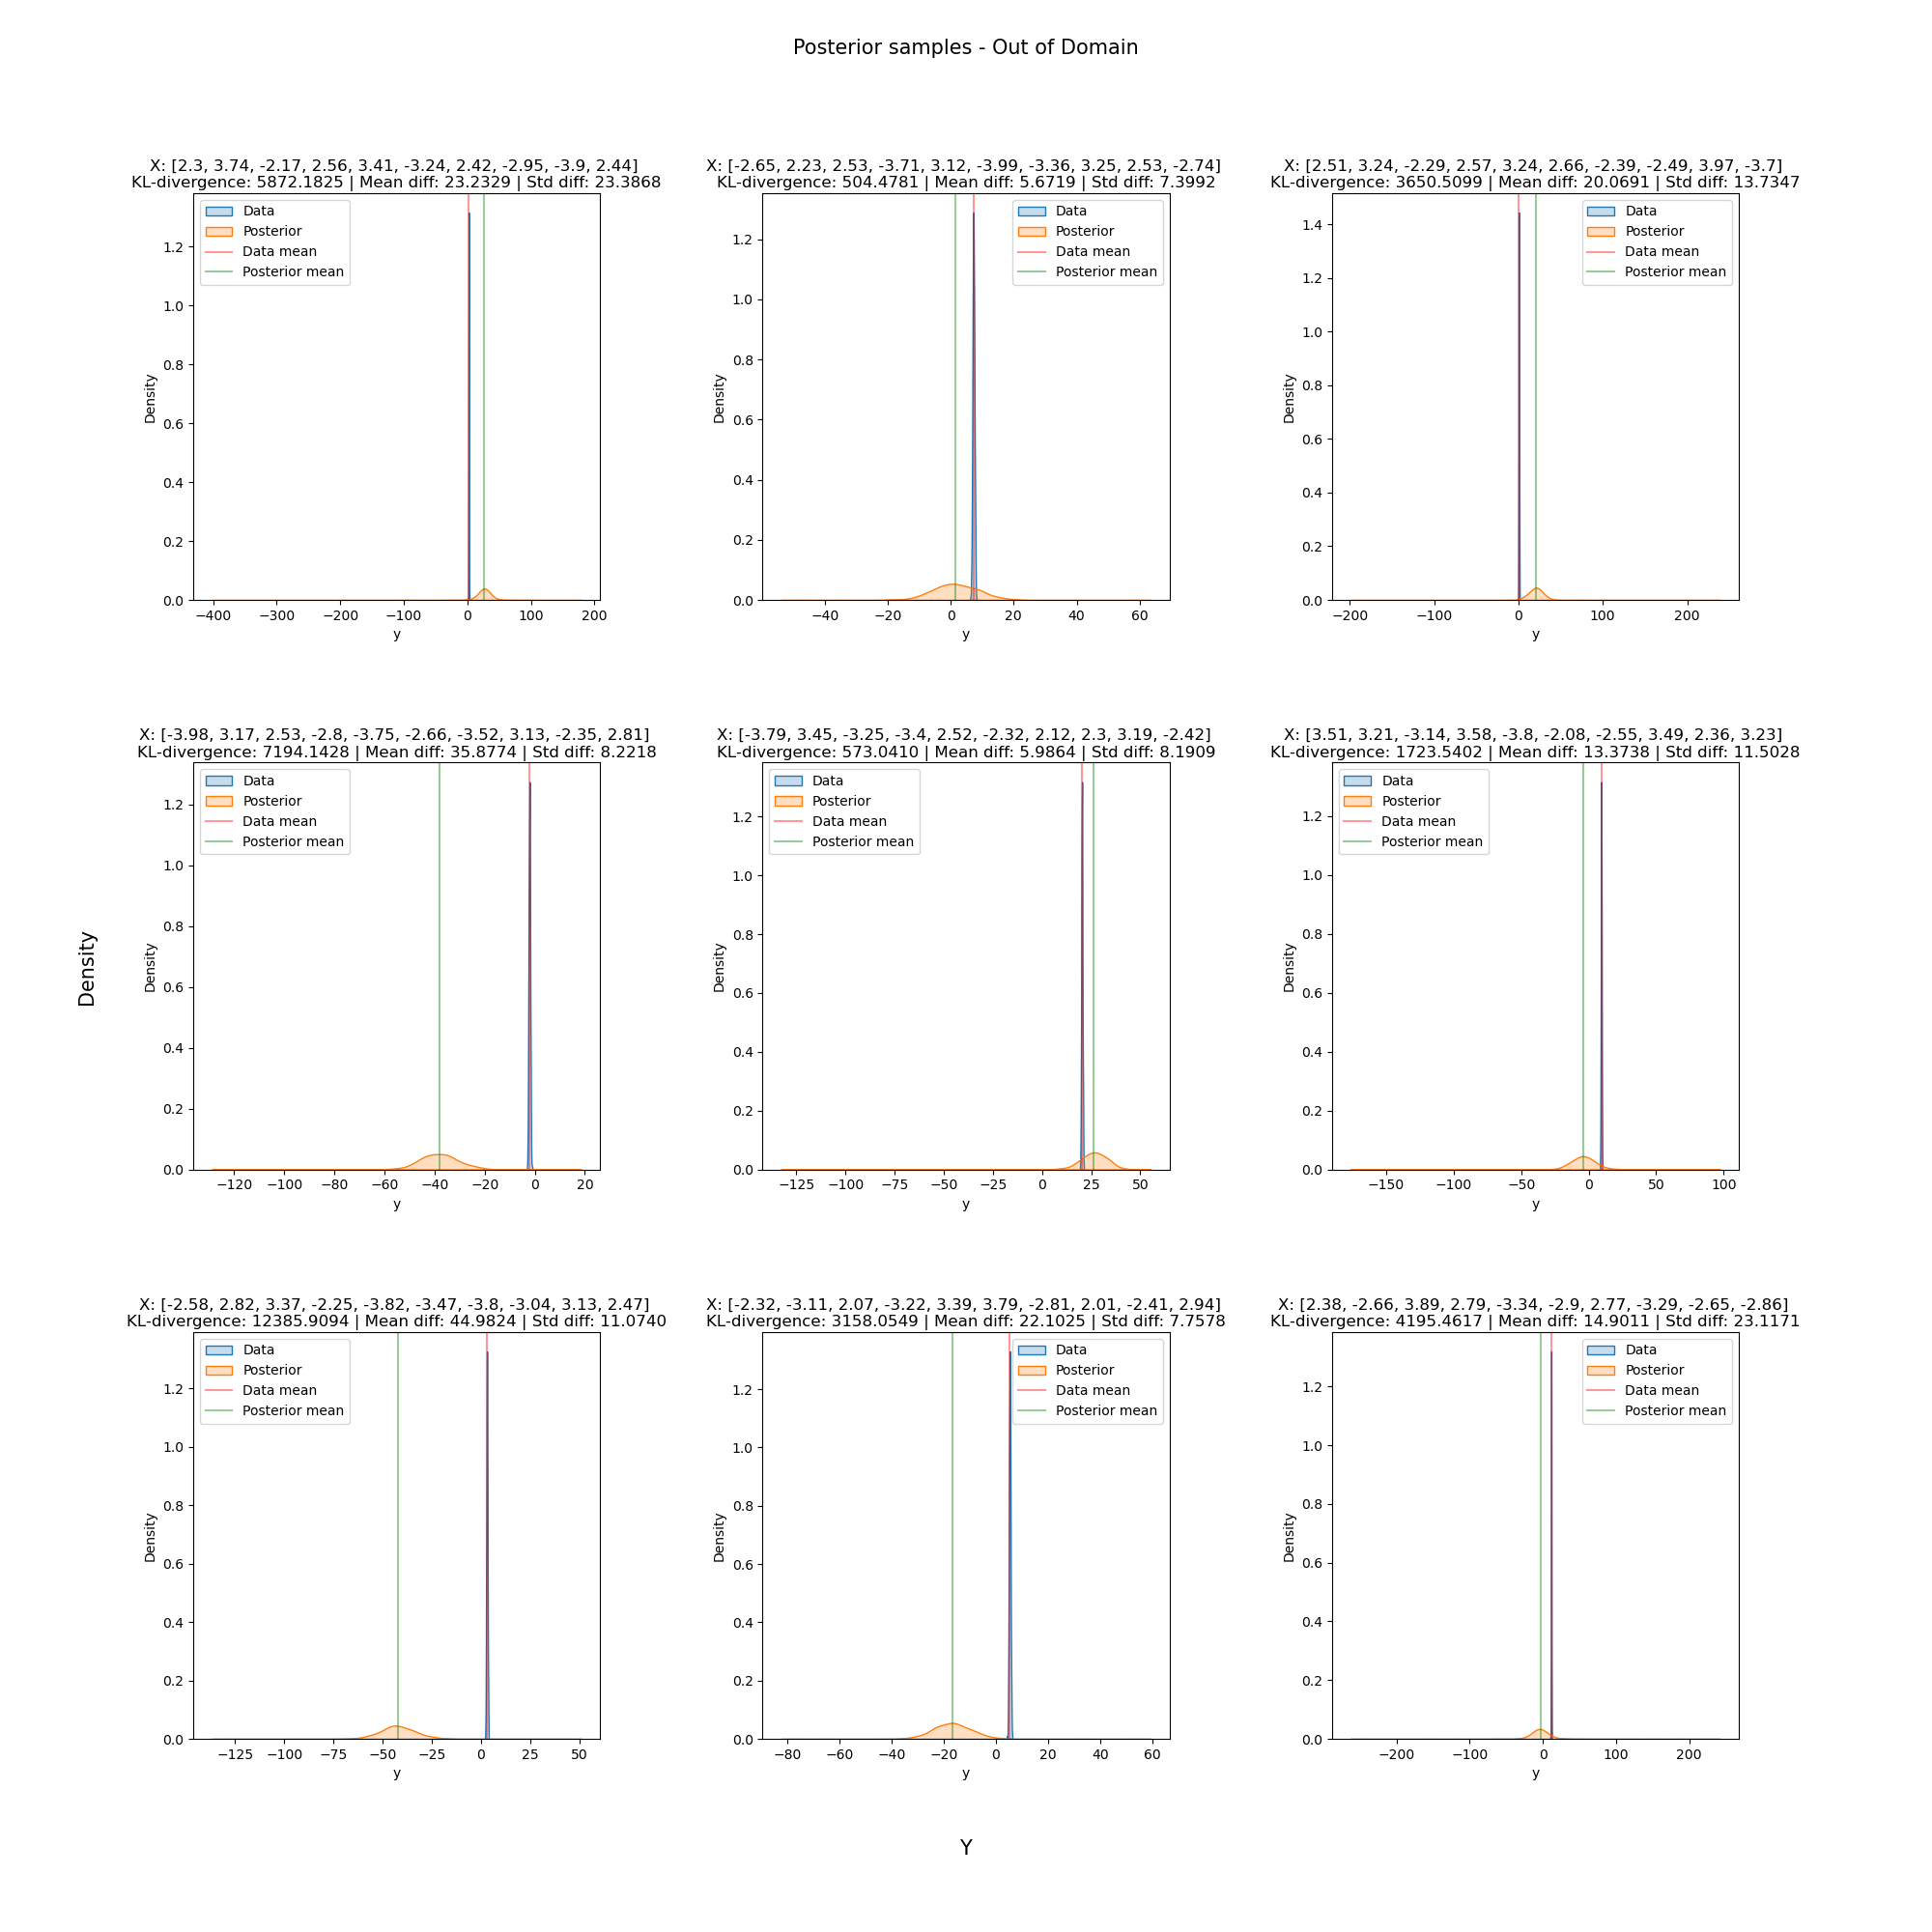 Posterior samples - Out of Domain
X: [2.3, 3.74, -2.17, 2.56, 3.41, -3.24, 2.42, -2.95, -3.9, 2.44]
KL-divergence: 5872.1825 | Mean diff: 23.2329 | Std diff: 23.3868
Data
Posterior
Data mean
Posterior mean
1.2
1.0
0.8
0.6
0.4
0.2
0.0
Density
−400 −300 −200 −100 0 100 200
y
X: [-2.65, 2.23, 2.53, -3.71, 3.12, -3.99, -3.36, 3.25, 2.53, -2.74]
KL-divergence: 504.4781 | Mean diff: 5.6719 | Std diff: 7.3992
Data
Posterior
Data mean
Posterior mean
1.2
1.0
0.8
0.6
0.4
0.2
0.0
Density
−40 −20 0 20 40 60
y
X: [2.51, 3.24, -2.29, 2.57, 3.24, 2.66, -2.39, -2.49, 3.97, -3.7]
KL-divergence: 3650.5099 | Mean diff: 20.0691 | Std diff: 13.7347
Data
Posterior
Data mean
Posterior mean
1.4
1.2
1.0
0.8
0.6
0.4
0.2
0.0
Density
−200 −100 0 100 200
y
Density
X: [-3.98, 3.17, 2.53, -2.8, -3.75, -2.66, -3.52, 3.13, -2.35, 2.81]
KL-divergence: 7194.1428 | Mean diff: 35.8774 | Std diff: 8.2218
Data
Posterior
Data mean
Posterior mean
1.2
1.0
0.8
0.6
0.4
0.2
0.0
Density
−120 −100 −80 −60 −40 −20 0 20
y
X: [-3.79, 3.45, -3.25, -3.4, 2.52, -2.32, 2.12, 2.3, 3.19, -2.42]
KL-divergence: 573.0410 | Mean diff: 5.9864 | Std diff: 8.1909
Data
Posterior
Data mean
Posterior mean
1.2
1.0
0.8
0.6
0.4
0.2
0.0
Density
−125 −100 −75 −50 −25 0 25 50
y
X: [3.51, 3.21, -3.14, 3.58, -3.8, -2.08, -2.55, 3.49, 2.36, 3.23]
KL-divergence: 1723.5402 | Mean diff: 13.3738 | Std diff: 11.5028
Data
Posterior
Data mean
Posterior mean
1.2
1.0
0.8
0.6
0.4
0.2
0.0
Density
−150 −100 −50 0 50 100
y
X: [-2.58, 2.82, 3.37, -2.25, -3.82, -3.47, -3.8, -3.04, 3.13, 2.47]
KL-divergence: 12385.9094 | Mean diff: 44.9824 | Std diff: 11.0740
Data
Posterior
Data mean
Posterior mean
1.2
1.0
0.8
0.6
0.4
0.2
0.0
Density
−125 −100 −75 −50 −25 0 25 50
y
X: [-2.32, -3.11, 2.07, -3.22, 3.39, 3.79, -2.81, 2.01, -2.41, 2.94]
KL-divergence: 3158.0549 | Mean diff: 22.1025 | Std diff: 7.7578
Data
Posterior
Data mean
Posterior mean
1.2
1.0
0.8
0.6
0.4
0.2
0.0
Density
−80 −60 −40 −20 0 20 40 60
y
X: [2.38, -2.66, 3.89, 2.79, -3.34, -2.9, 2.77, -3.29, -2.65, -2.86]
KL-divergence: 4195.4617 | Mean diff: 14.9011 | Std diff: 23.1171
Data
Posterior
Data mean
Posterior mean
1.2
1.0
0.8
0.6
0.4
0.2
0.0
Density
−200 −100 0 100 200
y
Y